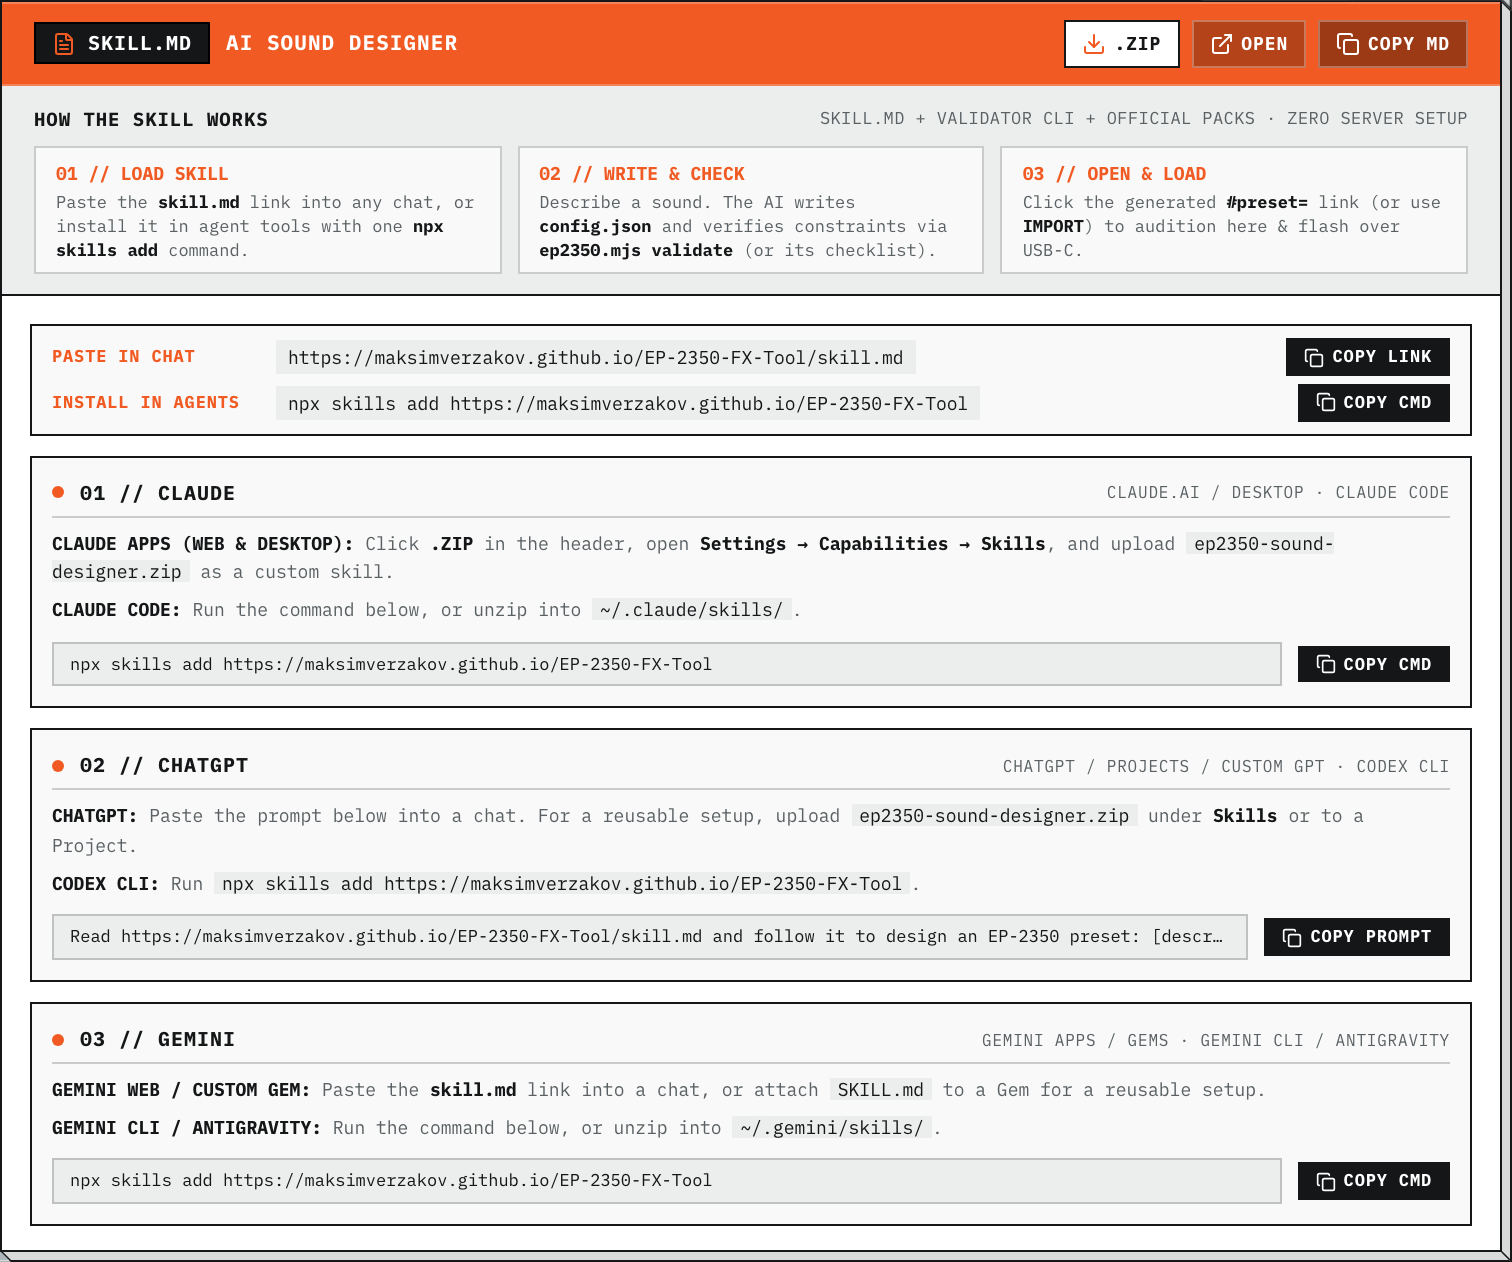 SKILL.MD AI SOUND DESIGNER .ZIP OPEN COPY MD
HOW THE SKILL WORKS SKILL.MD + VALIDATOR CLI + OFFICIAL PACKS · ZERO SERVER SETUP
01 // LOAD SKILL
Paste the skill.md link into any chat, or
install it in agent tools with one npx
skills add command.
02 // WRITE & CHECK
Describe a sound. The AI writes
config.json and verifies constraints via
ep2350.mjs validate (or its checklist).
03 // OPEN & LOAD
Click the generated #preset= link (or use
IMPORT) to audition here & flash over
USB-C.
PASTE IN CHAT https://maksimverzakov.github.io/EP-2350-FX-Tool/skill.md COPY LINK
INSTALL IN AGENTS npx skills add https://maksimverzakov.github.io/EP-2350-FX-Tool COPY CMD
01 // CLAUDE CLAUDE.AI / DESKTOP · CLAUDE CODE
CLAUDE APPS (WEB & DESKTOP): Click .ZIP in the header, open Settings → Capabilities → Skills, and upload ep2350-sound-
designer.zip as a custom skill.
CLAUDE CODE: Run the command below, or unzip into ~/.claude/skills/ .
npx skills add https://maksimverzakov.github.io/EP-2350-FX-Tool COPY CMD
02 // CHATGPT CHATGPT / PROJECTS / CUSTOM GPT · CODEX CLI
CHATGPT: Paste the prompt below into a chat. For a reusable setup, upload ep2350-sound-designer.zip under Skills or to a
Project.
CODEX CLI: Run npx skills add https://maksimverzakov.github.io/EP-2350-FX-Tool .
Read https://maksimverzakov.github.io/EP-2350-FX-Tool/skill.md and follow it to design an EP-2350 preset: [descr… COPY PROMPT
03 // GEMINI GEMINI APPS / GEMS · GEMINI CLI / ANTIGRAVITY
GEMINI WEB / CUSTOM GEM: Paste the skill.md link into a chat, or attach SKILL.md to a Gem for a reusable setup.
GEMINI CLI / ANTIGRAVITY: Run the command below, or unzip into ~/.gemini/skills/ .
npx skills add https://maksimverzakov.github.io/EP-2350-FX-Tool COPY CMD